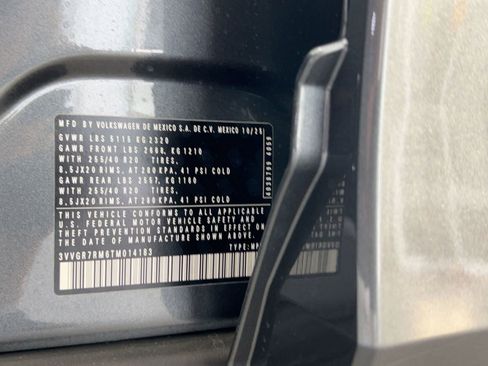 MFD BY VOLKSWAGEN DE MEXICO S.A. DE C.V. MEXICO 10/25
GVWR LBS 5115 KG 2320
GAWR FRONT LBS 2668, KG 1210
WITH 255/40 R20 TIRES,
8.5JX20 RIMS, AT 280KPA, 41 PSI COLD
GAWR REAR LBS 2557, KG 1160
WITH 255/40 R20 TIRES,
8.5JX20 RIMS, AT 280KPA, 41 PSI COLD
THIS VEHICLE CONFORMS TO ALL APPLICABLE
U.S. FEDERAL MOTOR VEHICLE SAFETY AND
THEFT PREVENTION STANDARDS IN EFFECT ON
THE DATE OF MANUFACTURE SHOWN ABOVE.
3VVGR7RM6TM014183 TYPE:MP